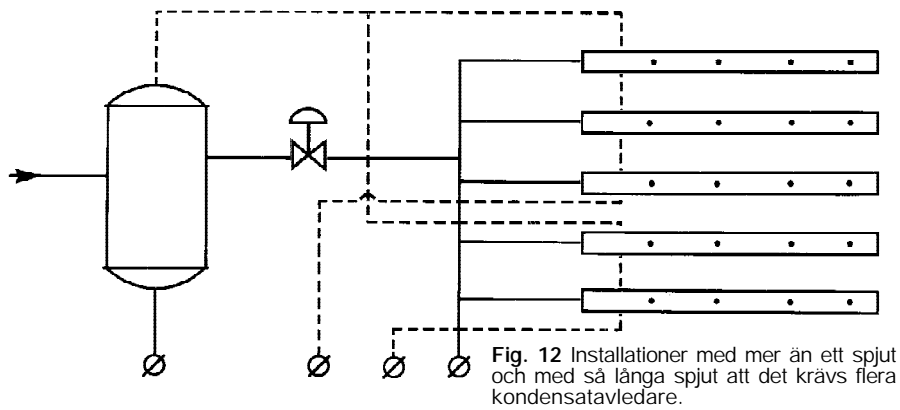 Fig. 12 Installationer med mer än ett spjut
och med så långa spjut att det krävs flera
kondensatavledare.